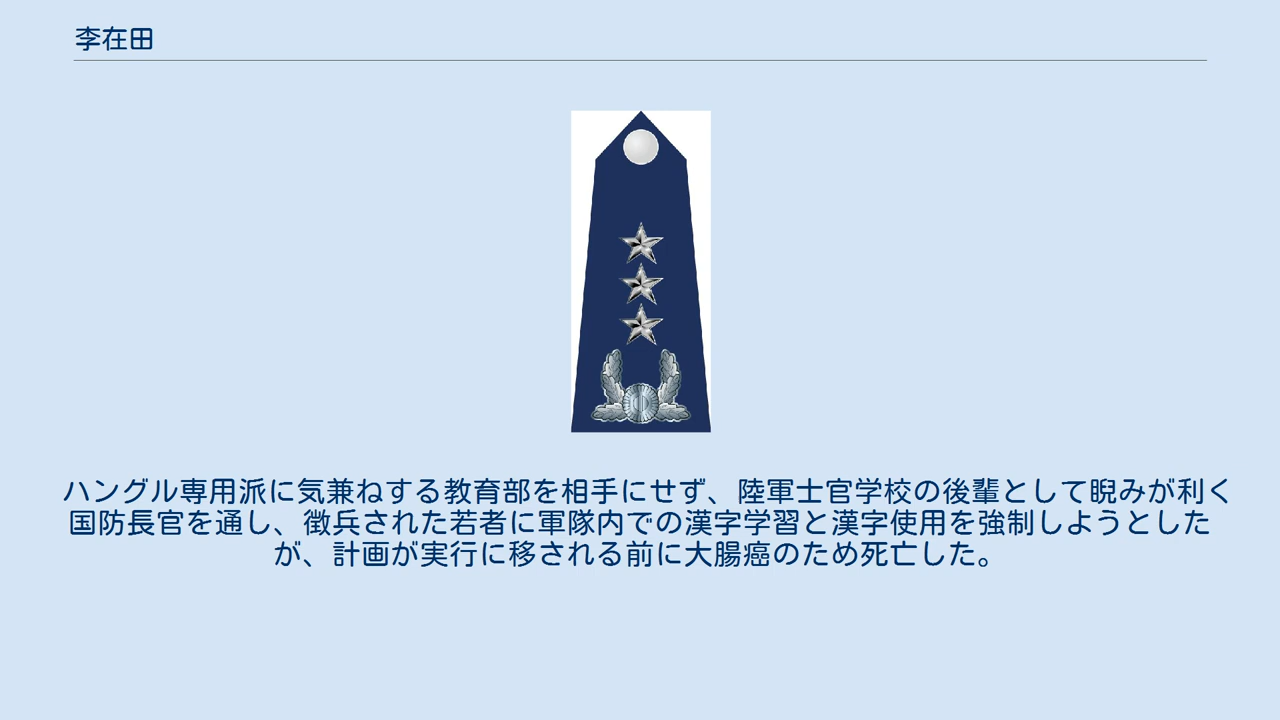 李在田
ハングル専用派に気兼ねする教育部を相手にせず、陸軍士官学校の後輩として睨みが利く
国防長官を通し、徴兵された若者に軍隊内での漢字学習と漢字使用を強制しようとした
が、計画が実行に移される前に大腸癌のため死亡した。